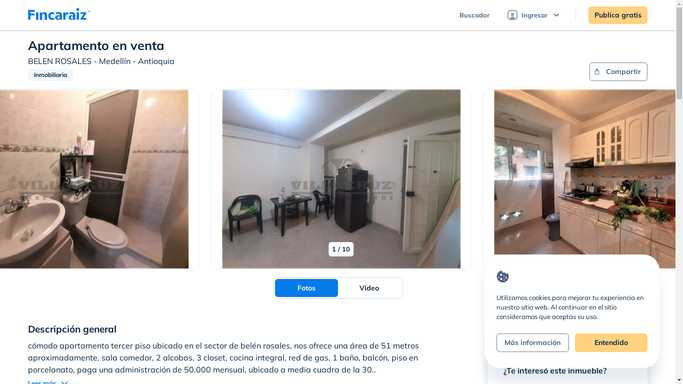 Fincaraiz
Buscador
Ingresar
Publica gratis
Apartamento en venta
BELEN ROSALES - Medellín - Antioquia
Inmobiliaria
Compartir
1 / 10
Fotos
Video
Descripción general
cómodo apartamento tercer piso ubicado en el sector de belén rosales, nos ofrece una área de 51 metros
aproximadamente, sala comedor, 2 alcobas, 3 closet, cocina integral, red de gas, 1 baño, balcón, piso en
porcelanato, paga una administración de 50.000 mensual, ubicado a media cuadra de la 30..
Leer más
Utilizamos cookies para mejorar tu experiencia en
nuestro sitio web. Al continuar en el sitio
consideramos que aceptas su uso.
Más información
Entendido
¿Te interesó este inmueble?